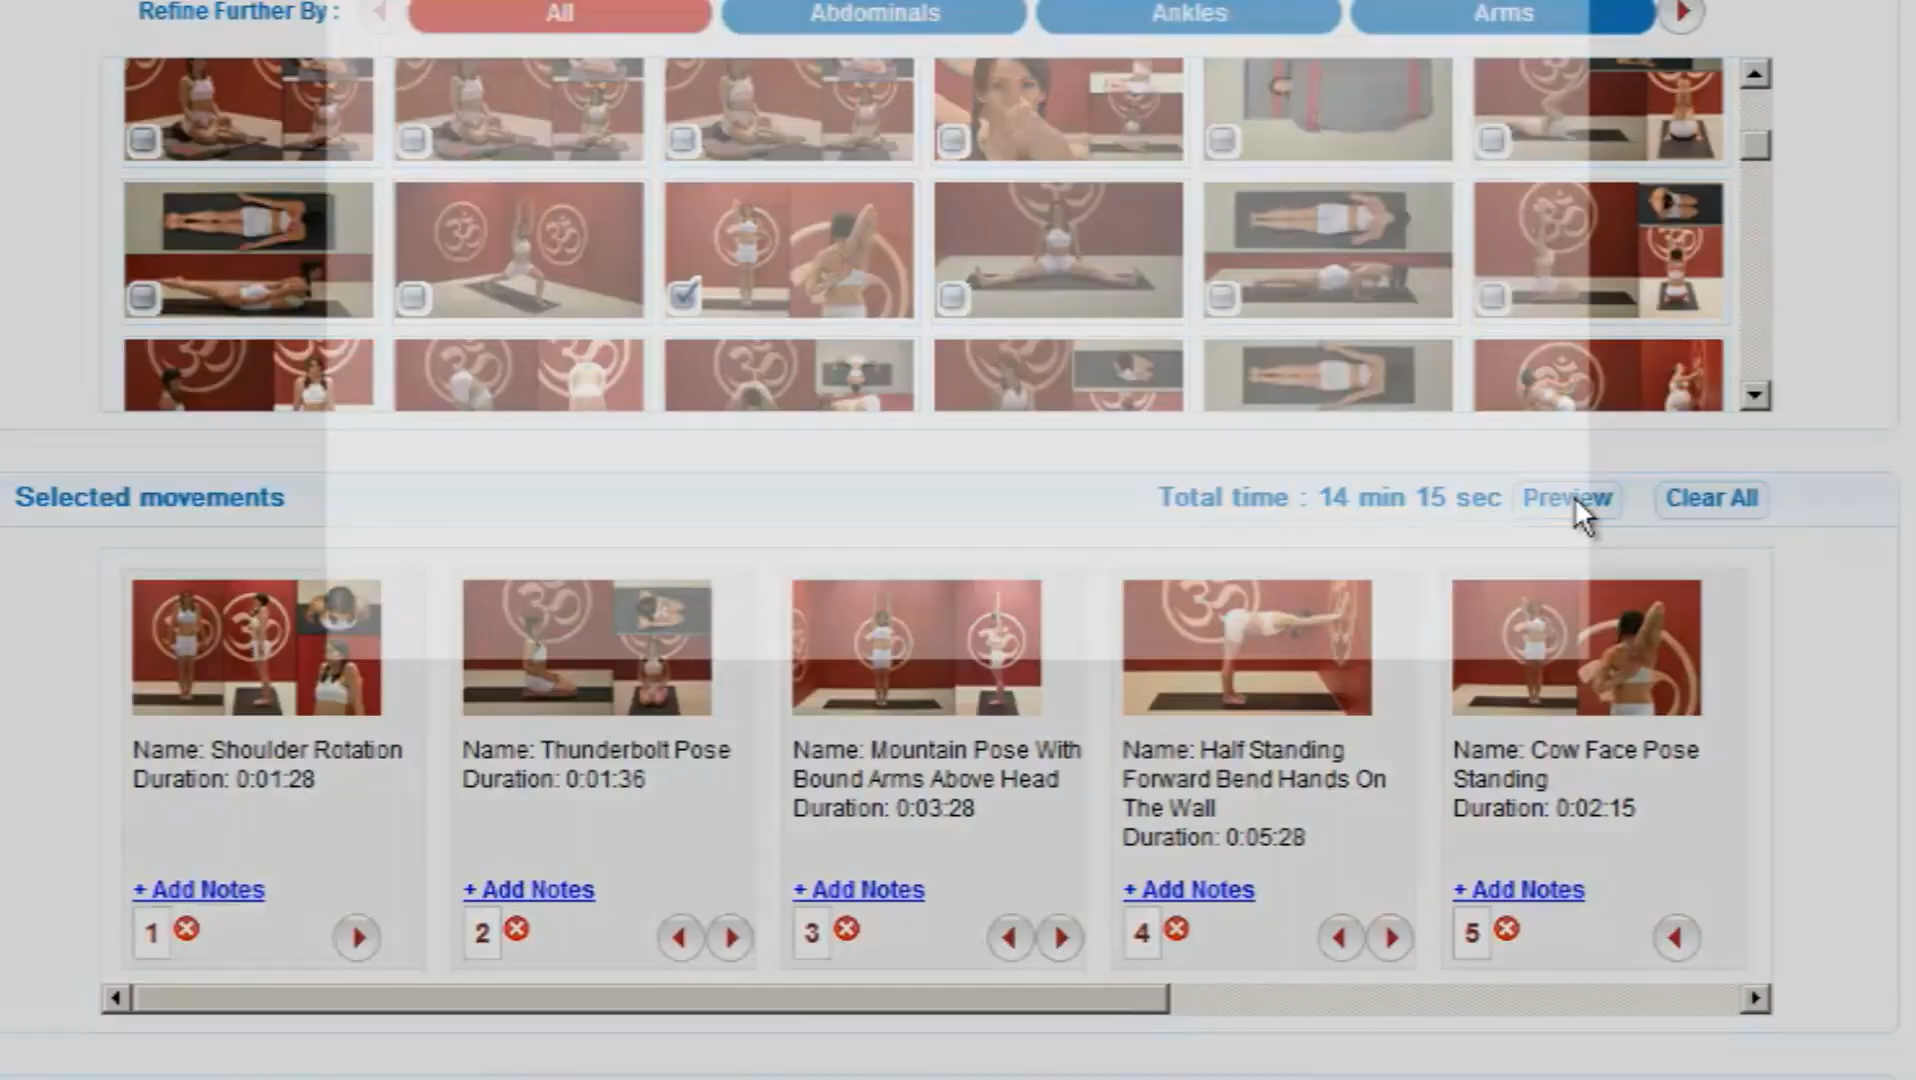 Refine Further By :
All
Abdominals
Ankles
Arms
Selected movements
Total time : 14 min 15 sec
Preview
Clear All
Name: Shoulder Rotation
Duration: 0:01:28
+ Add Notes
1
Name: Thunderbolt Pose
Duration: 0:01:36
+ Add Notes
2
Name: Mountain Pose With
Bound Arms Above Head
Duration: 0:03:28
+ Add Notes
3
Name: Half Standing
Forward Bend Hands On
The Wall
Duration: 0:05:28
+ Add Notes
4
Name: Cow Face Pose
Standing
Duration: 0:02:15
+ Add Notes
5